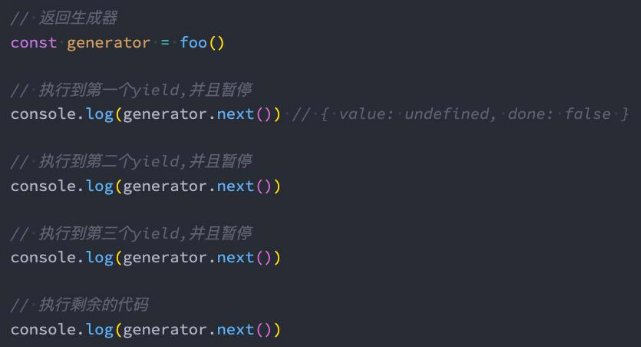 // 返回生成器
const generator = foo()
// 执行到第一个yield,并且暂停
console.log(generator.next()) // { value: undefined, done: false }
// 执行到第二个yield,并且暂停
console.log(generator.next())
// 执行到第三个yield,并且暂停
console.log(generator.next())
// 执行剩余的代码
console.log(generator.next())